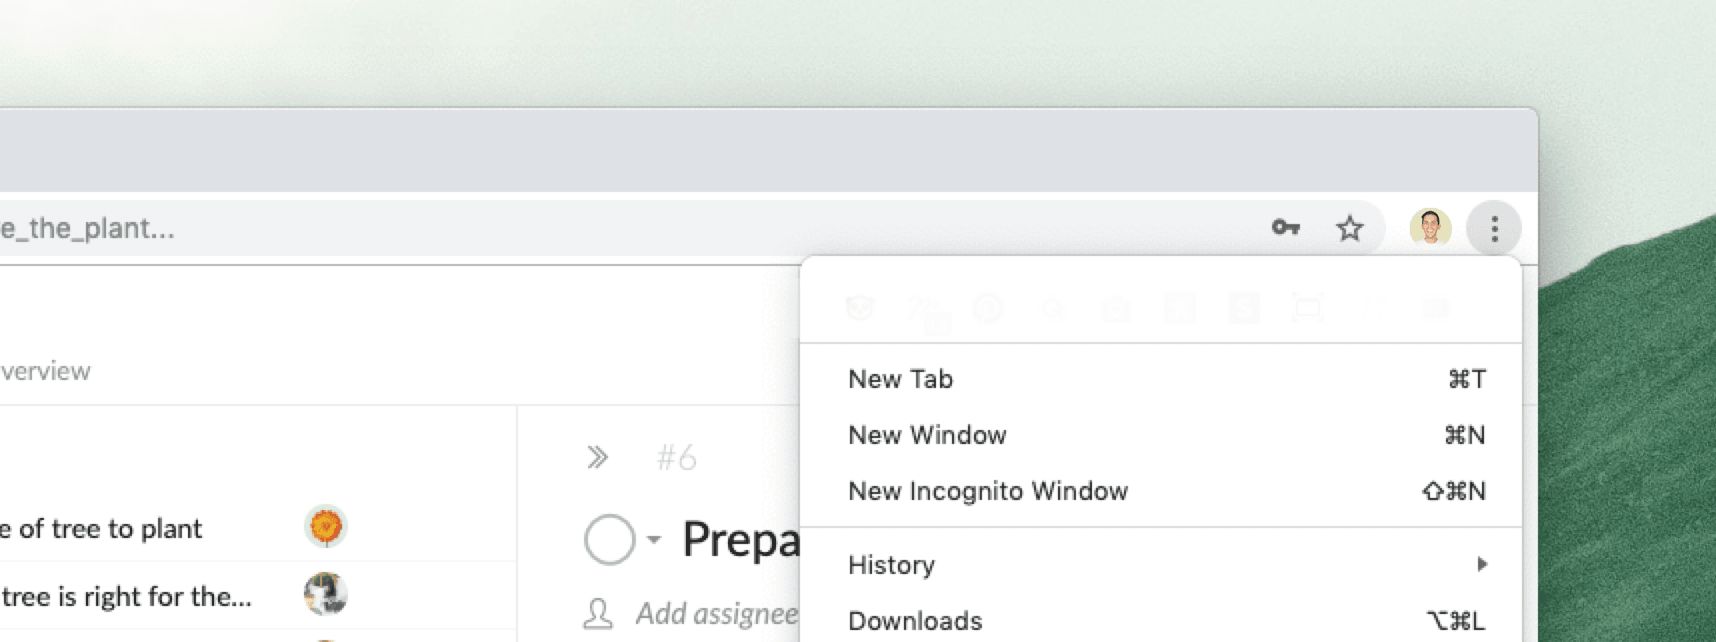 e_the_plant...
verview
#6
e of tree to plant
Prepa
tree is right for the...
Add assignee
New Tab ⌘T
New Window ⌘N
New Incognito Window ⇧⌘N
History
Downloads ⌥⌘L